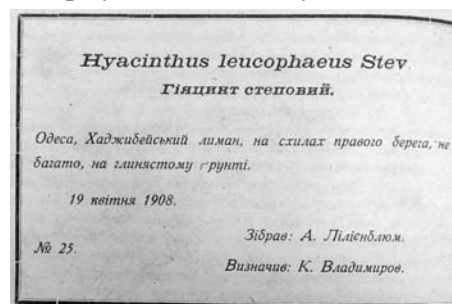 Hyacinthus leucophaeus Stev.
Гіяцинт степовий.
Одеса, Хаджибейський лиман, на схилах правого берега, не
багато, на глинястому ґрунті.
19 квітня 1908.
Зібрав: А. Лілієнблюм.
№ 25.
Визначив: К. Владимиров.